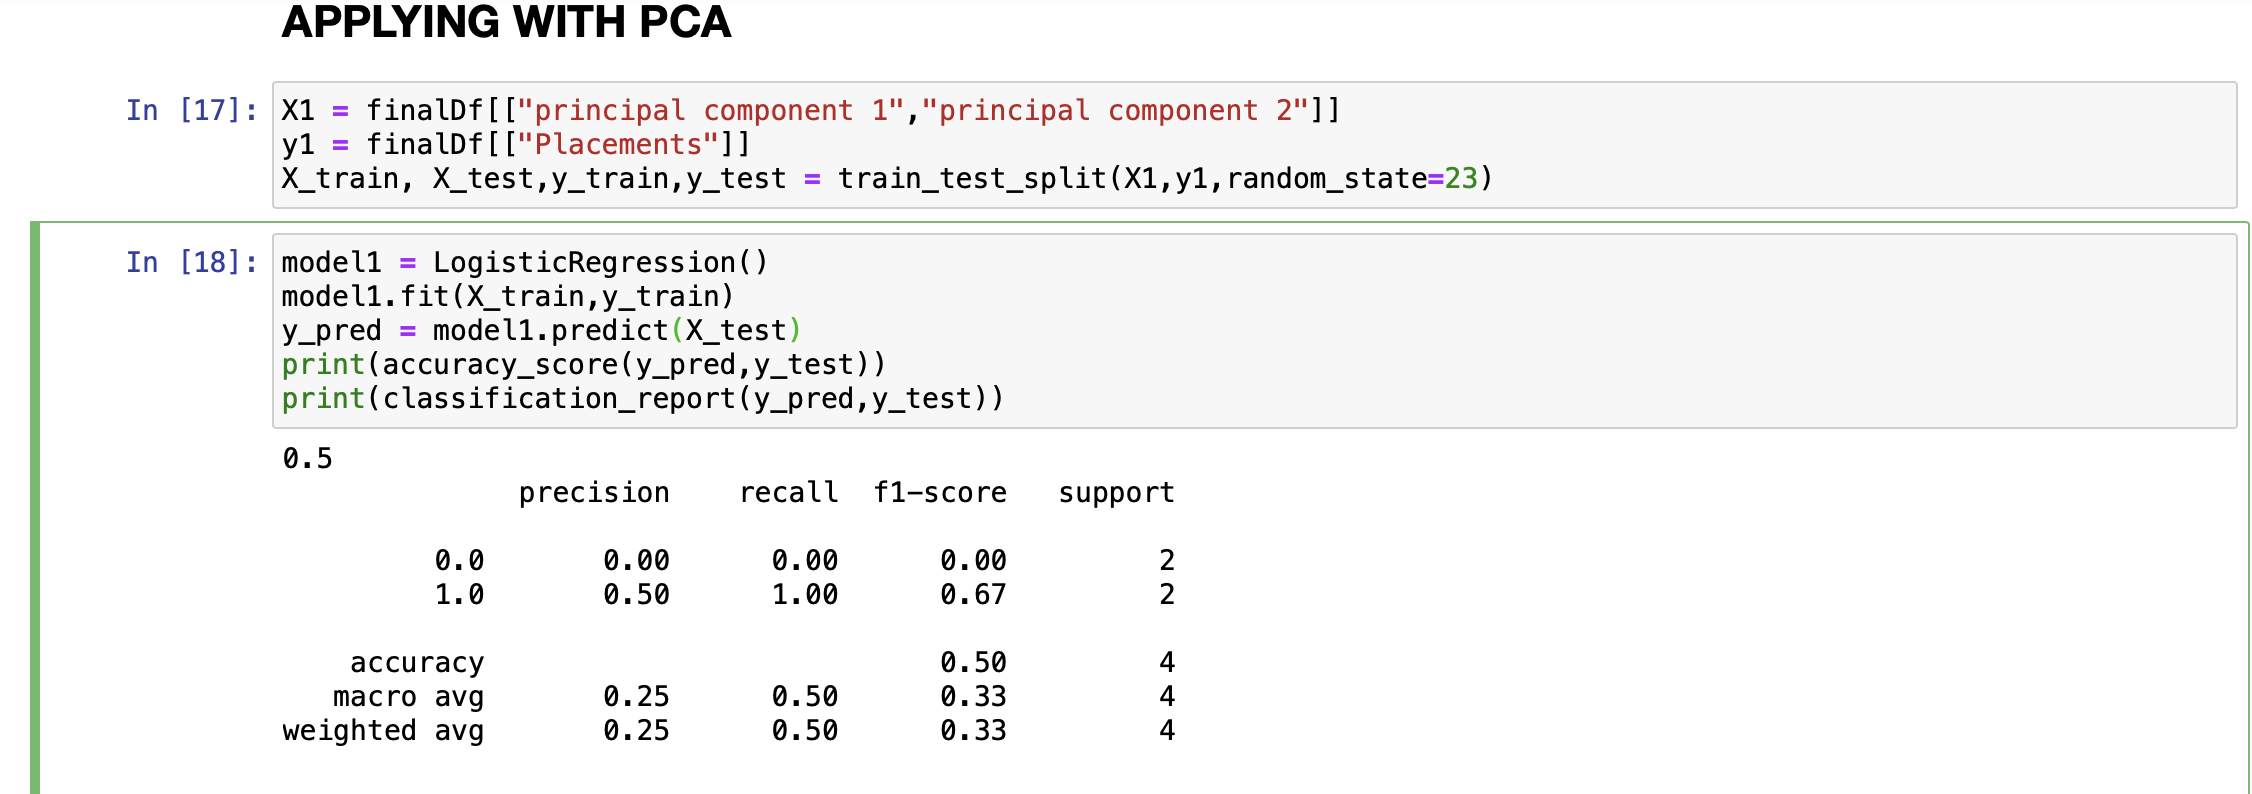 APPLYING WITH PCA
In [17]: X1 = finalDf[["principal component 1","principal component 2"]]
y1 = finalDf[["Placements"]]
X_train, X_test,y_train,y_test = train_test_split(X1,y1,random_state=23)
In [18]: model1 = LogisticRegression()
model1.fit(X_train,y_train)
y_pred = model1.predict(X_test)
print(accuracy_score(y_pred,y_test))
print(classification_report(y_pred,y_test))
0.5
precision recall f1-score support
0.0 0.00 0.00 0.00 2
1.0 0.50 1.00 0.67 2
accuracy 0.50 4
macro avg 0.25 0.50 0.33 4
weighted avg 0.25 0.50 0.33 4